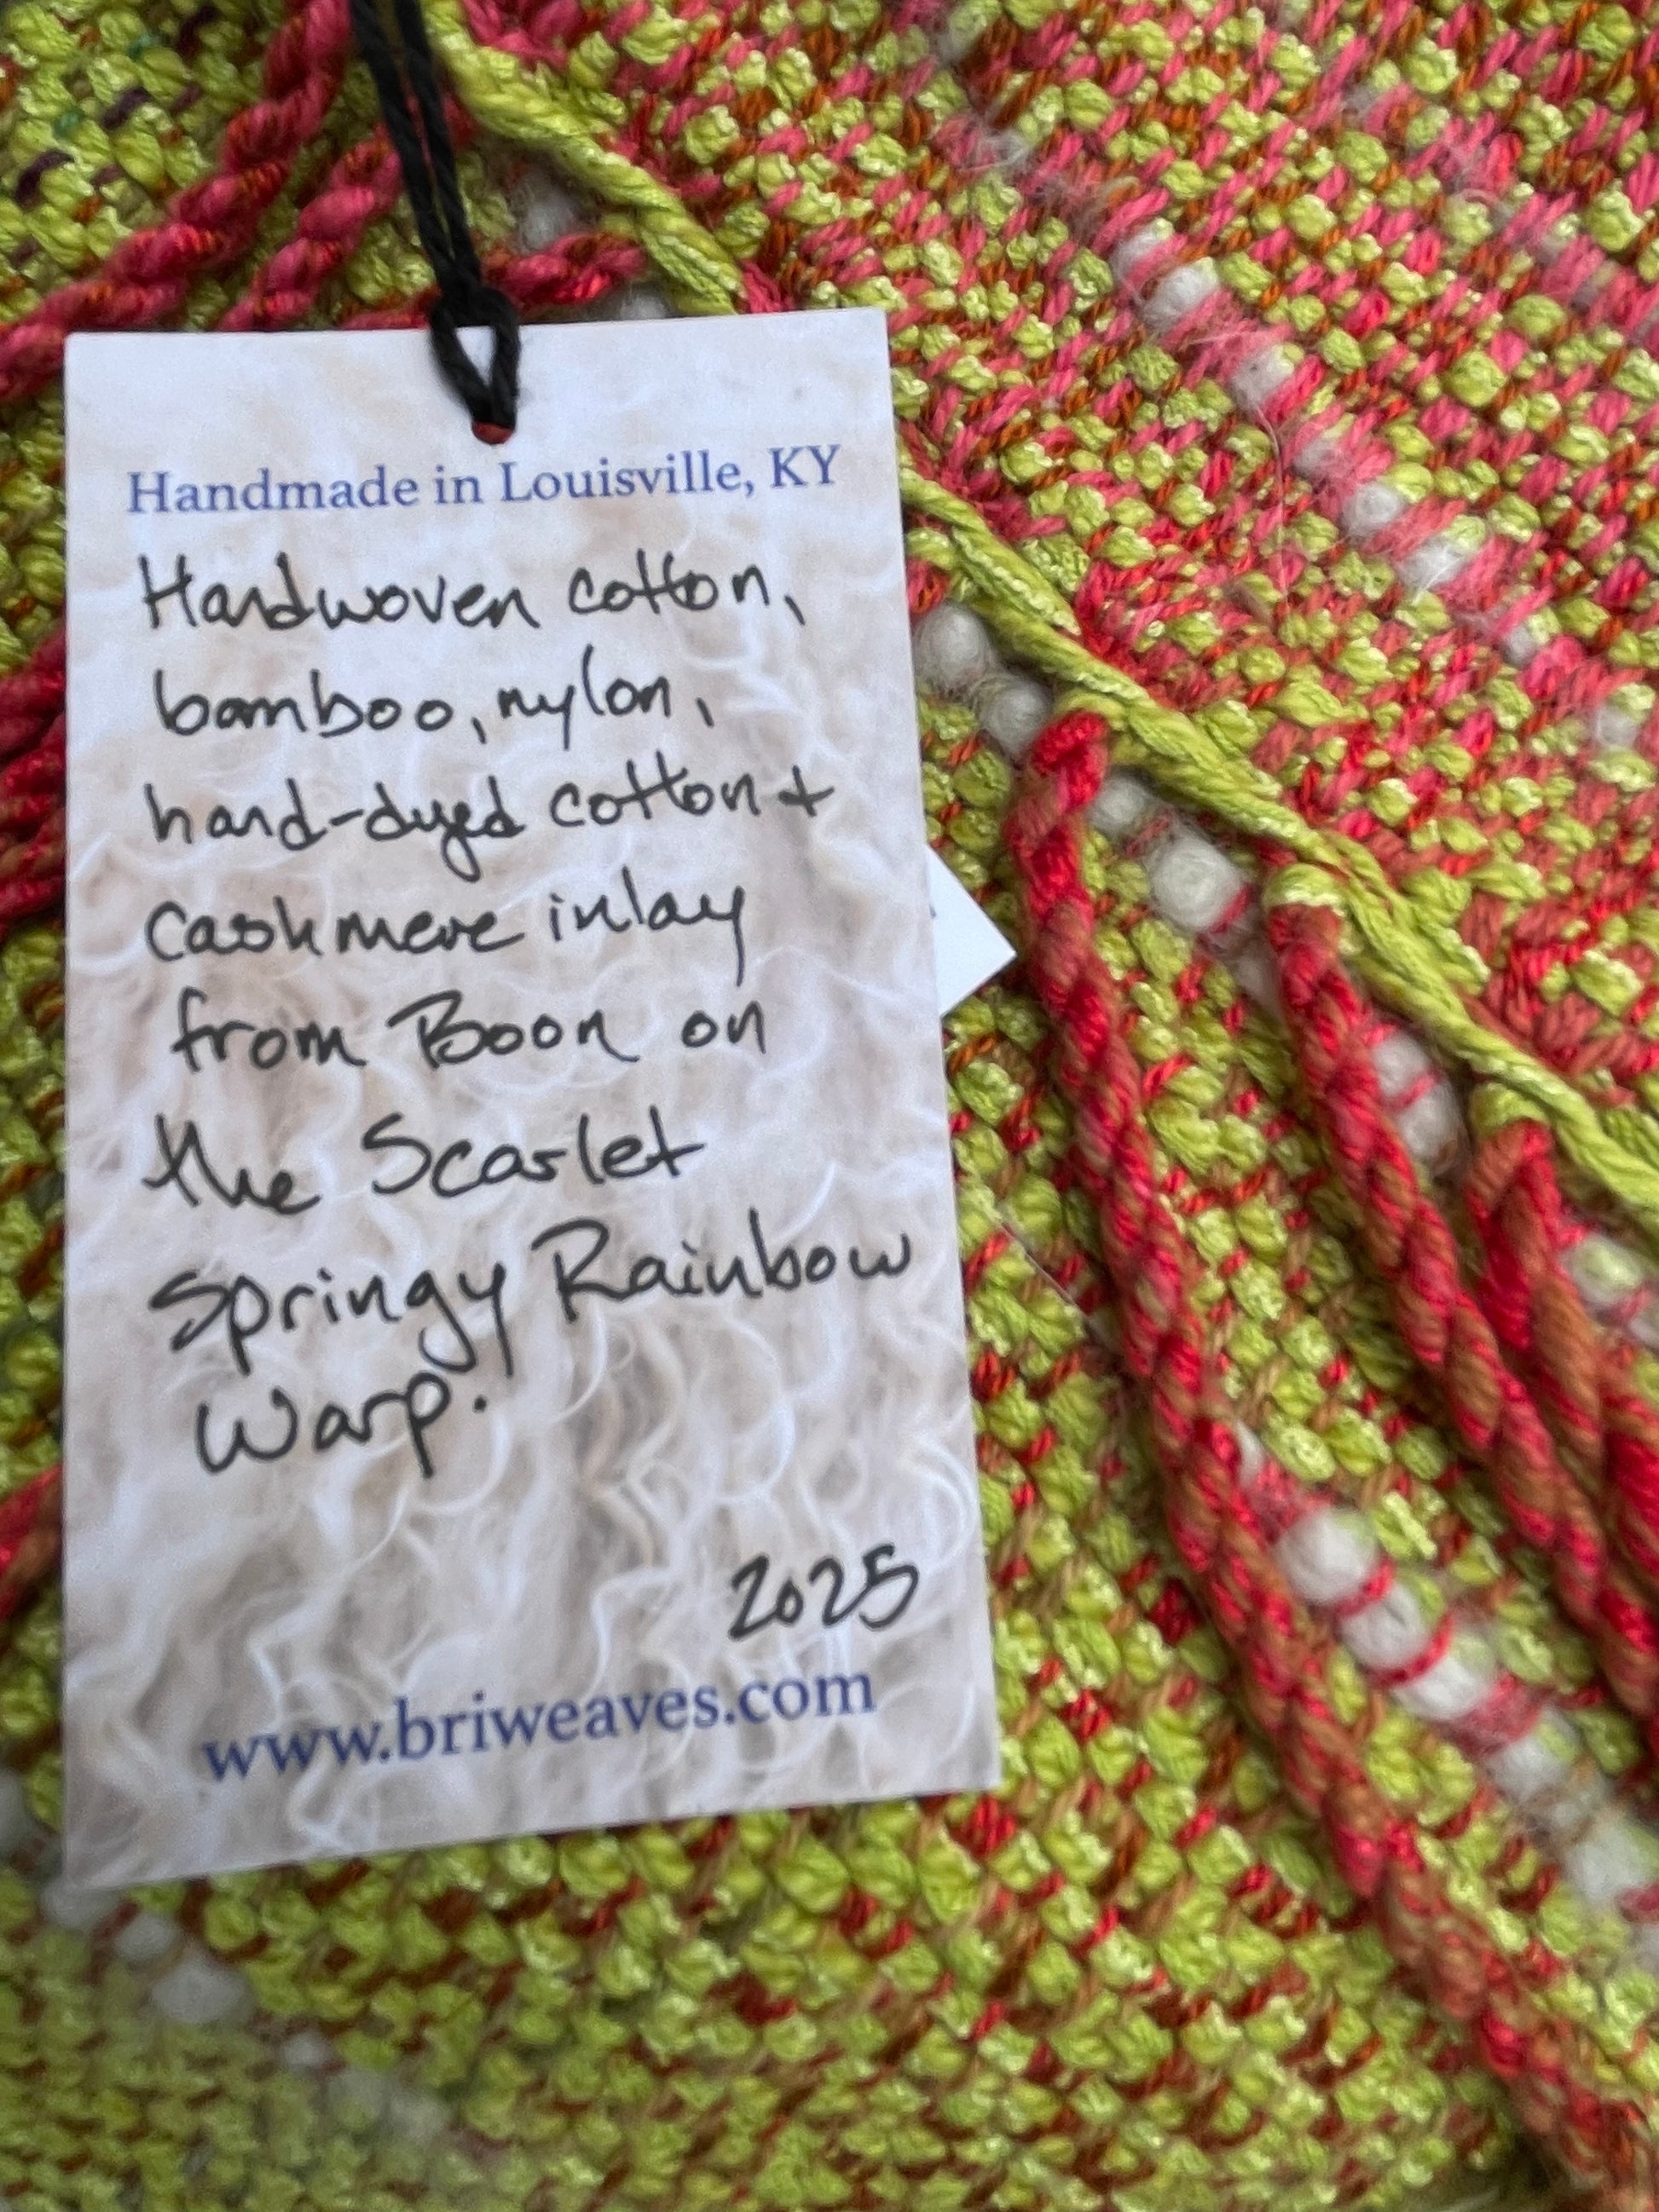 Handmade in Louisville, KY
Handwoven cotton,
bamboo, nylon,
hand-dyed cotton +
cashmere inlay
from Boon on
the Scarlet
Springy Rainbow
Warp.
2025
www.briweaves.com